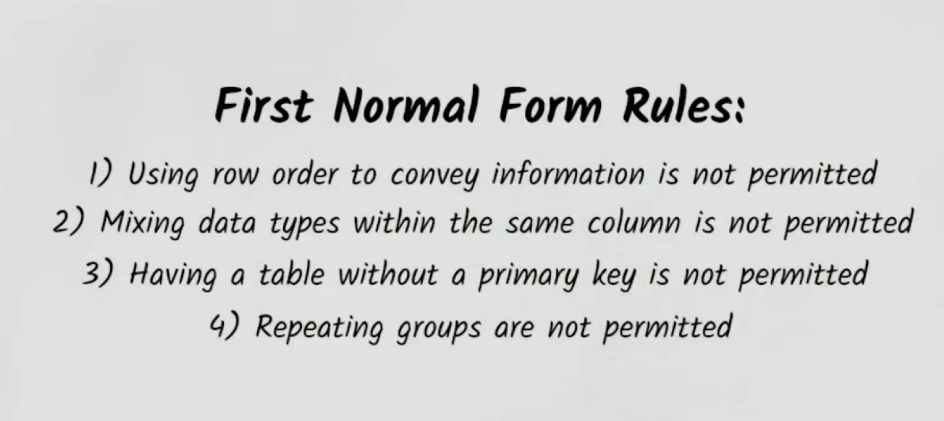 First Normal Form Rules:
1) Using row order to convey information is not permitted
2) Mixing data types within the same column is not permitted
3) Having a table without a primary key is not permitted
4) Repeating groups are not permitted